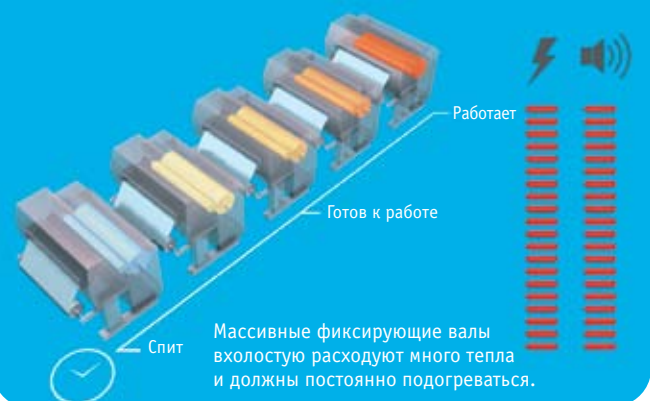 Работает
Готов к работе
Спит
Массивные фиксирующие валы
вхолостую расходуют много тепла
и должны постоянно подогреваться.